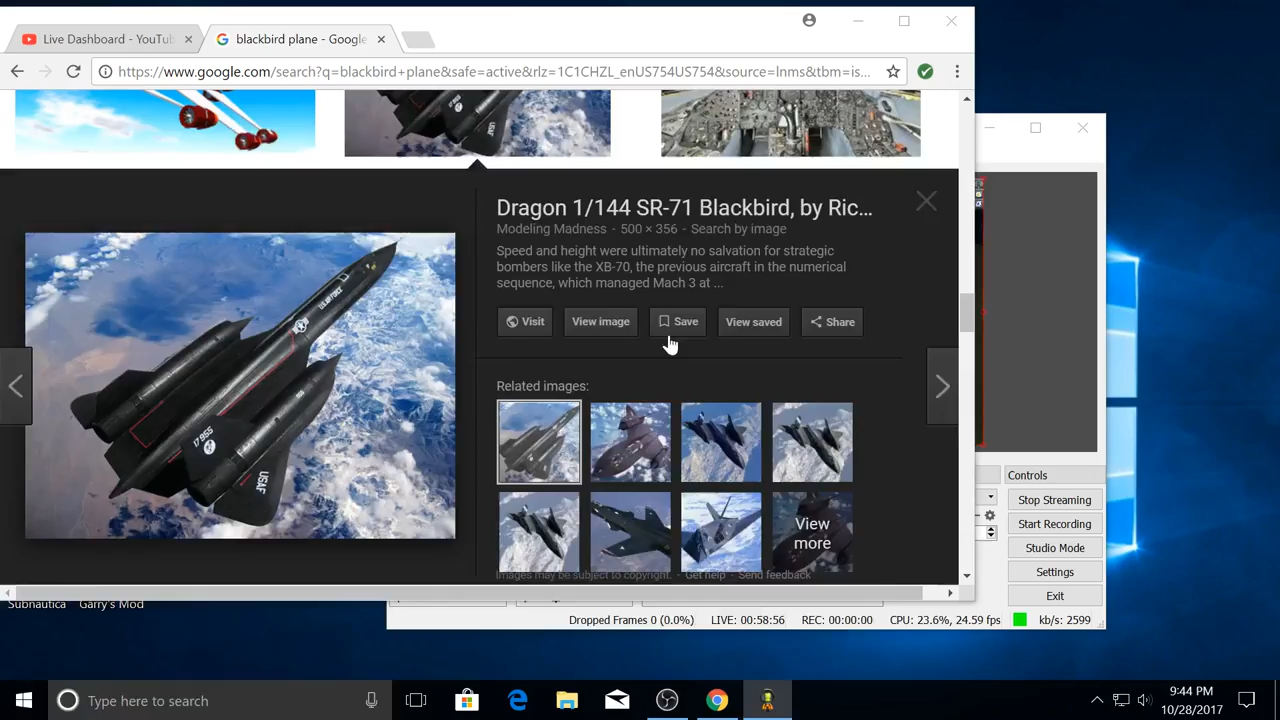 Live Dashboard - YouTub
blackbird plane - Google
https://www.google.com/search?q=blackbird+plane&safe=active&rlz=1C1CHZL_enUS754US754&source=lnms&tbm=is...
Dragon 1/144 SR-71 Blackbird, by Ric...
Modeling Madness - 500 × 356 - Search by image
Speed and height were ultimately no salvation for strategic
bombers like the XB-70, the previous aircraft in the numerical
sequence, which managed Mach 3 at ...
Visit
View image
Save
View saved
Share
U.S. AIR FORCE
17955
USAF
Related images:
View
more
Images may be subject to copyright. - Get help - Send feedback
Controls
Stop Streaming
Start Recording
Studio Mode
Settings
Exit
Subnautica
Garry's Mod
Dropped Frames 0 (0.0%)
LIVE: 00:58:56
REC: 00:00:00
CPU: 23.6%, 24.59 fps
kb/s: 2599
Type here to search
9:44 PM
10/28/2017